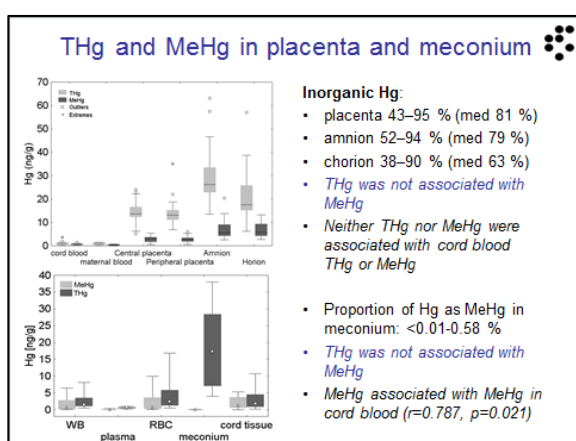 THg and MeHg in placenta and meconium
70
60
50
40
30
20
10
0
Hg (ng/g)
THg
MeHg
Outliers
Extremes
cord blood
maternal blood
Central placenta
Peripheral placenta
Amnion
Horion
Inorganic Hg:
• placenta 43–95 % (med 81 %)
• amnion 52–94 % (med 79 %)
• chorion 38–90 % (med 63 %)
• THg was not associated with
MeHg
• Neither THg nor MeHg were
associated with cord blood
THg or MeHg
40
35
30
25
20
15
10
5
0
Hg [ng/g]
MeHg
THg
WB
plasma
RBC
meconium
cord tissue
• Proportion of Hg as MeHg in
meconium: <0.01-0.58 %
• THg was not associated with
MeHg
• MeHg associated with MeHg in
cord blood (r=0.787, p=0.021)